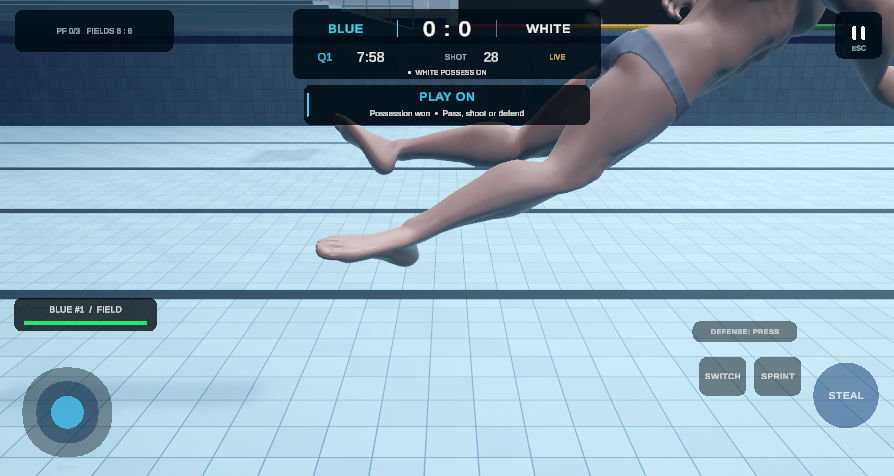 PF 0/3 FIELDS 6 : 6
BLUE 0 : 0 WHITE
Q1 7:58 SHOT 28 LIVE
• WHITE POSSESSION
PLAY ON
Possession won • Pass, shoot or defend
ESC
BLUE #1 / FIELD
DEFENSE: PRESS
SWITCH
SPRINT
STEAL